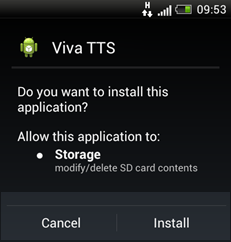 H
09:53
Viva TTS
Do you want to install this
application?
Allow this application to:
● Storage
modify/delete SD card contents
Cancel Install